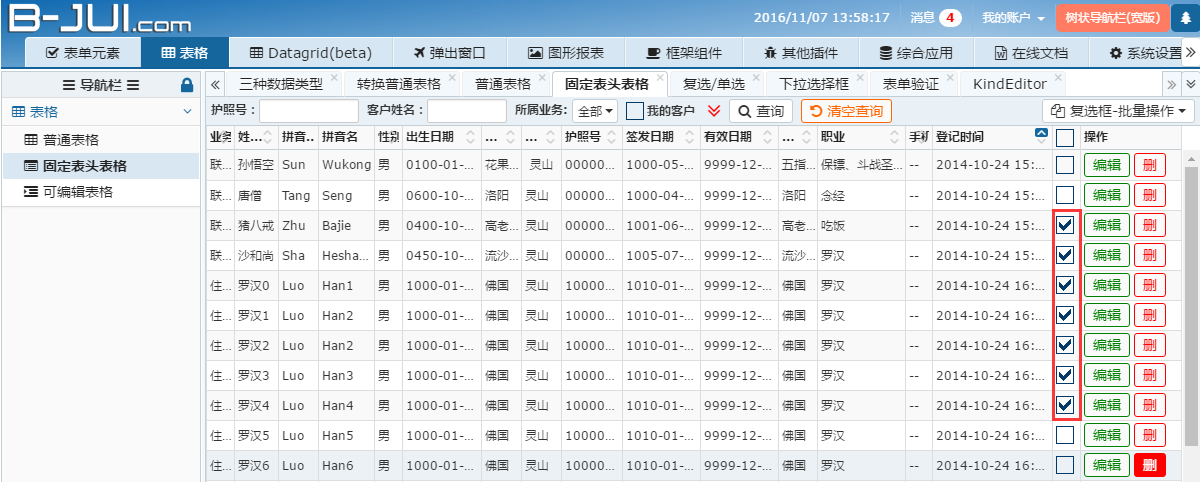 B-JUI.com
2016/11/07 13:58:17 消息 4 我的账户 树状导航栏(宽版)
表单元素 表格 Datagrid(beta) 弹出窗口 图形报表 框架组件 其他插件 综合应用 在线文档 系统设置
导航栏
表格
普通表格
固定表头表格
可编辑表格
三种数据类型 转换普通表格 普通表格 固定表头表格 复选/单选 下拉选择框 表单验证 KindEditor
护照号： 客户姓名： 所属业务: 全部 我的客户 查询 清空查询 复选框-批量操作
业务 姓... 拼音... 拼音名 性别 出生日期 ... ... 护照号 签发日期 有效日期 ... 职业 登记时间 操作
联... 孙悟空 Sun Wukong 男 0100-01-... 花果... 灵山 00000... 1000-05-... 9999-12-... 五指... 保镖、斗战圣... -- 2014-10-24 15:... 编辑 删
联... 唐僧 Tang Seng 男 0600-10-... 洛阳 灵山 00000... 1000-04-... 9999-12-... 洛阳 念经 -- 2014-10-24 15:... 编辑 删
联... 猪八戒 Zhu Bajie 男 0400-10-... 高老... 灵山 00000... 1001-06-... 9999-12-... 高老... 吃饭 -- 2014-10-24 15:... 编辑 删
联... 沙和尚 Sha Hesha... 男 0450-10-... 流沙... 灵山 00000... 1005-07-... 9999-12-... 流沙... 罗汉 -- 2014-10-24 15:... 编辑 删
住... 罗汉0 Luo Han1 男 1000-01-... 佛国 灵山 10000... 1010-01-... 9999-12-... 佛国 罗汉 -- 2014-10-24 16:... 编辑 删
住... 罗汉1 Luo Han2 男 1000-01-... 佛国 灵山 10000... 1010-01-... 9999-12-... 佛国 罗汉 -- 2014-10-24 16:... 编辑 删
住... 罗汉2 Luo Han2 男 1000-01-... 佛国 灵山 10000... 1010-01-... 9999-12-... 佛国 罗汉 -- 2014-10-24 16:... 编辑 删
住... 罗汉3 Luo Han3 男 1000-01-... 佛国 灵山 10000... 1010-01-... 9999-12-... 佛国 罗汉 -- 2014-10-24 16:... 编辑 删
住... 罗汉4 Luo Han4 男 1000-01-... 佛国 灵山 10000... 1010-01-... 9999-12-... 佛国 罗汉 -- 2014-10-24 16:... 编辑 删
住... 罗汉5 Luo Han5 男 1000-01-... 佛国 灵山 10000... 1010-01-... 9999-12-... 佛国 罗汉 -- 2014-10-24 16:... 编辑 删
住... 罗汉6 Luo Han6 男 1000-01-... 佛国 灵山 10000... 1010-01-... 9999-12-... 佛国 罗汉 -- 2014-10-24 16:... 编辑 删